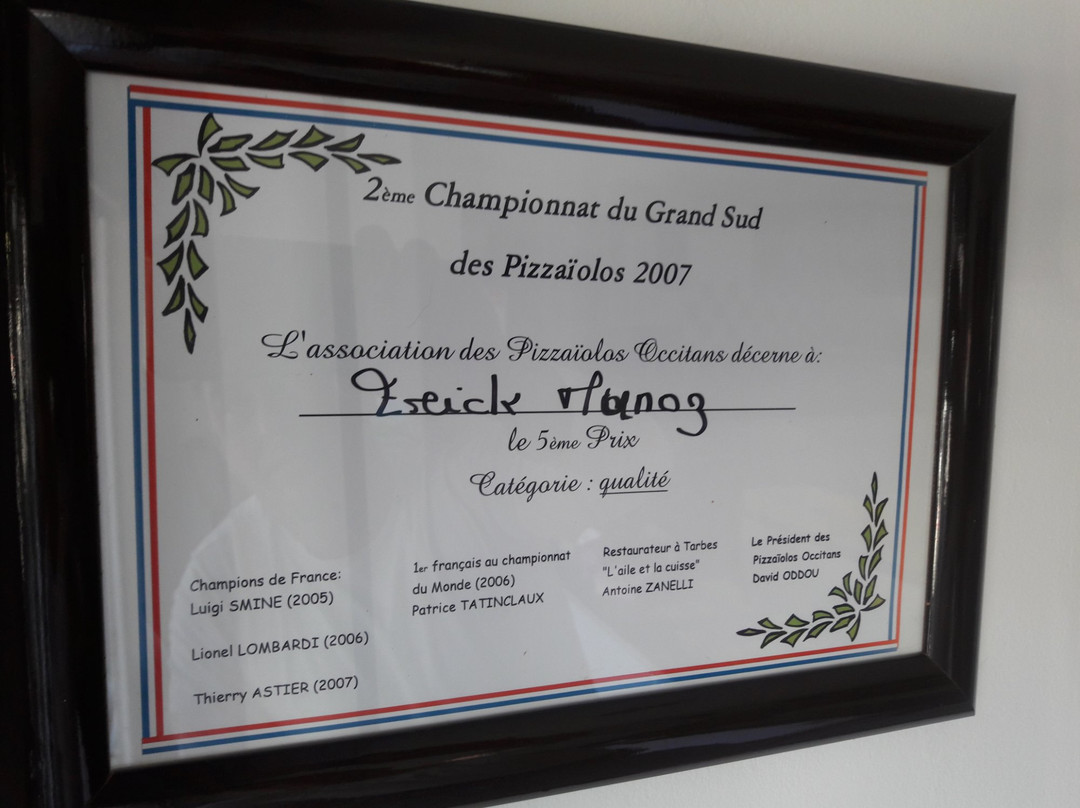 2ème Championnat du Grand Sud
des Pizzaïolos 2007
L'association des Pizzaïolos Occitans décerne à:
le 5ème Prix
Catégorie : qualité
Champions de France:
Luigi SMINE (2005)
Lionel LOMBARDI (2006)
Thierry ASTIER (2007)
1er français au championnat
du Monde (2006)
Patrice TATINCLAUX
Restaurateur à Tarbes
"L'aile et la cuisse"
Antoine ZANELLI
Le Président des
Pizzaïolos Occitans
David ODDOU